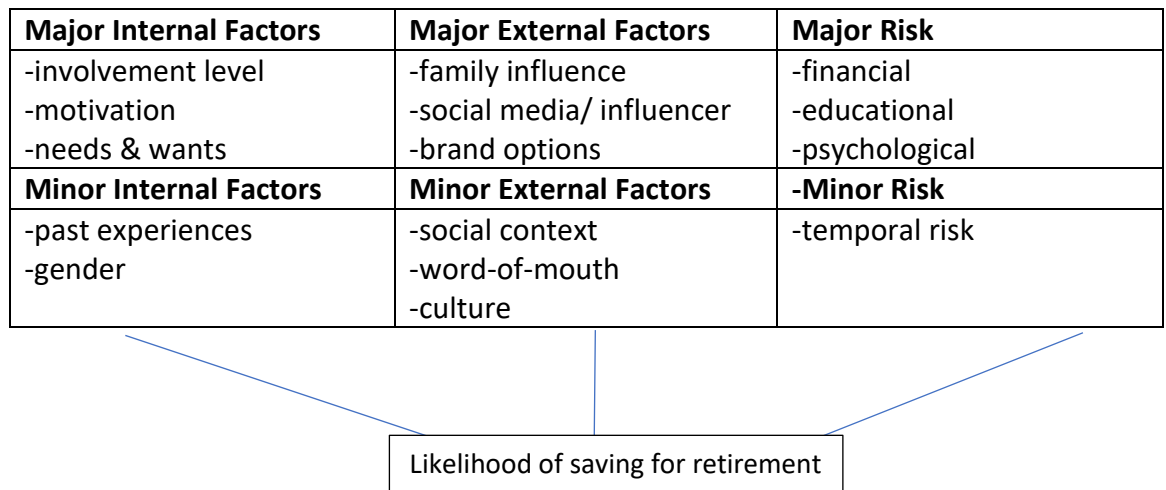 Major Internal Factors
Major External Factors
Major Risk
-involvement level
-motivation
-needs & wants
-family influence
-social media/ influencer
-brand options
-financial
-educational
-psychological
Minor Internal Factors
Minor External Factors
-Minor Risk
-past experiences
-gender
-social context
-word-of-mouth
-culture
-temporal risk
Likelihood of saving for retirement